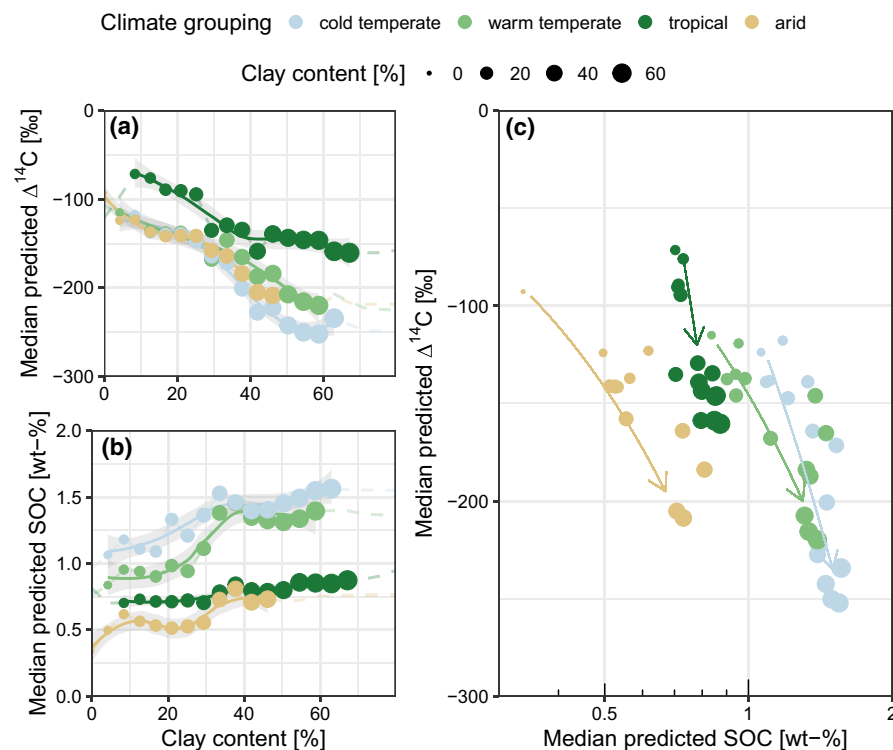 Climate grouping cold temperate warm temperate tropical arid
Clay content [%] 0 20 40 60
(a)
Median predicted Δ¹⁴C [‰]
0
−100
−200
−300
0 20 40 60
(b)
Median predicted SOC [wt−%]
2.0
1.5
1.0
0.5
0.0
0 20 40 60
Clay content [%]
(c)
Median predicted Δ¹⁴C [‰]
0
−100
−200
−300
0.5 1 2
Median predicted SOC [wt−%]